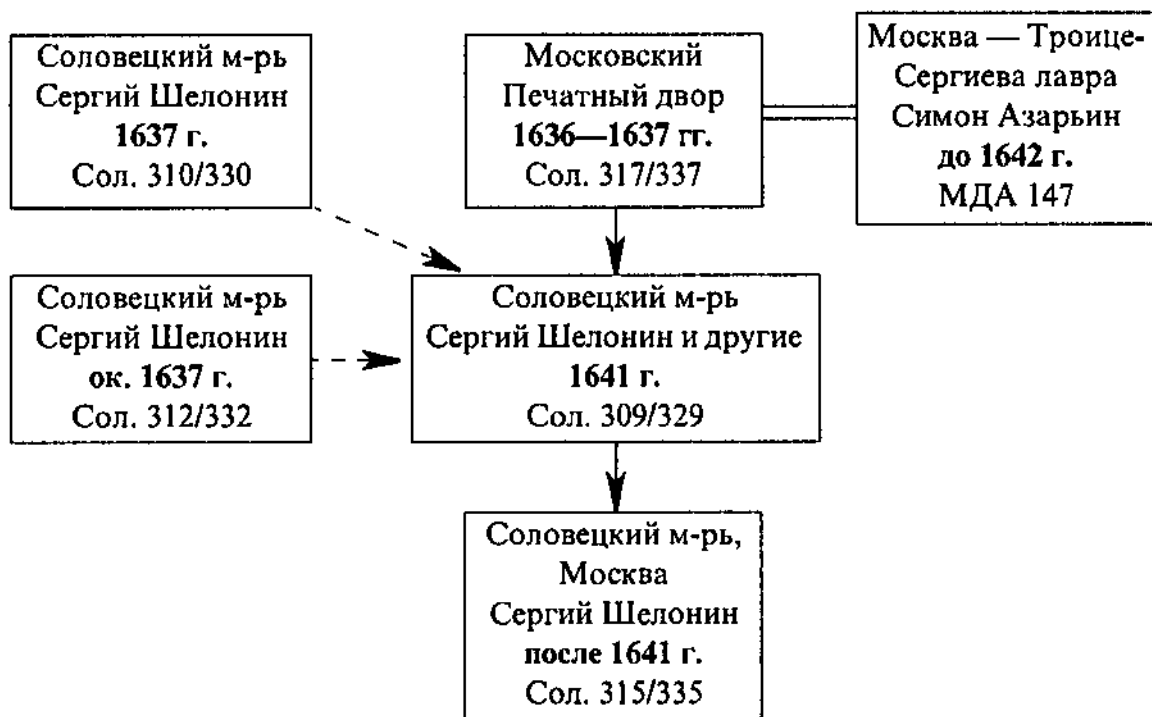 Соловецкий м-рь
Сергий Шелонин
1637 г.
Сол. 310/330
Московский
Печатный двор
1636—1637 гг.
Сол. 317/337
Москва — Троице-
Сергиева лавра
Симон Азарьин
до 1642 г.
МДА 147
Соловецкий м-рь
Сергий Шелонин
ок. 1637 г.
Сол. 312/332
Соловецкий м-рь
Сергий Шелонин и другие
1641 г.
Сол. 309/329
Соловецкий м-рь,
Москва
Сергий Шелонин
после 1641 г.
Сол. 315/335